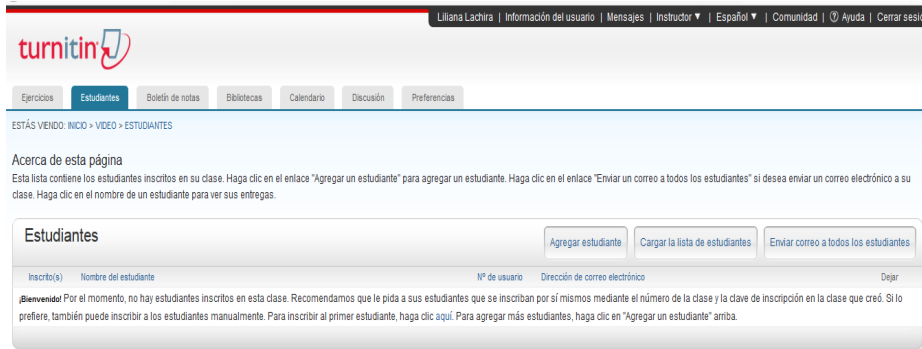 Liliana Lachira | Información del usuario | Mensajes | Instructor ▼ | Español ▼ | Comunidad | ? Ayuda | Cerrar sesió
turnitin
Ejercicios Estudiantes Boletín de notas Bibliotecas Calendario Discusión Preferencias
ESTÁS VIENDO: INICIO > VIDEO > ESTUDIANTES
Acerca de esta página
Esta lista contiene los estudiantes inscritos en su clase. Haga clic en el enlace "Agregar un estudiante" para agregar un estudiante. Haga clic en el enlace "Enviar un correo a todos los estudiantes" si desea enviar un correo electrónico a su
clase. Haga clic en el nombre de un estudiante para ver sus entregas.
Estudiantes Agregar estudiante Cargar la lista de estudiantes Enviar correo a todos los estudiantes
Inscrito(s) Nombre del estudiante Nº de usuario Dirección de correo electrónico Dejar
¡Bienvenido! Por el momento, no hay estudiantes inscritos en esta clase. Recomendamos que le pida a sus estudiantes que se inscriban por sí mismos mediante el número de la clase y la clave de inscripción en la clase que creó. Si lo
prefiere, también puede inscribir a los estudiantes manualmente. Para inscribir al primer estudiante, haga clic aquí. Para agregar más estudiantes, haga clic en "Agregar un estudiante" arriba.